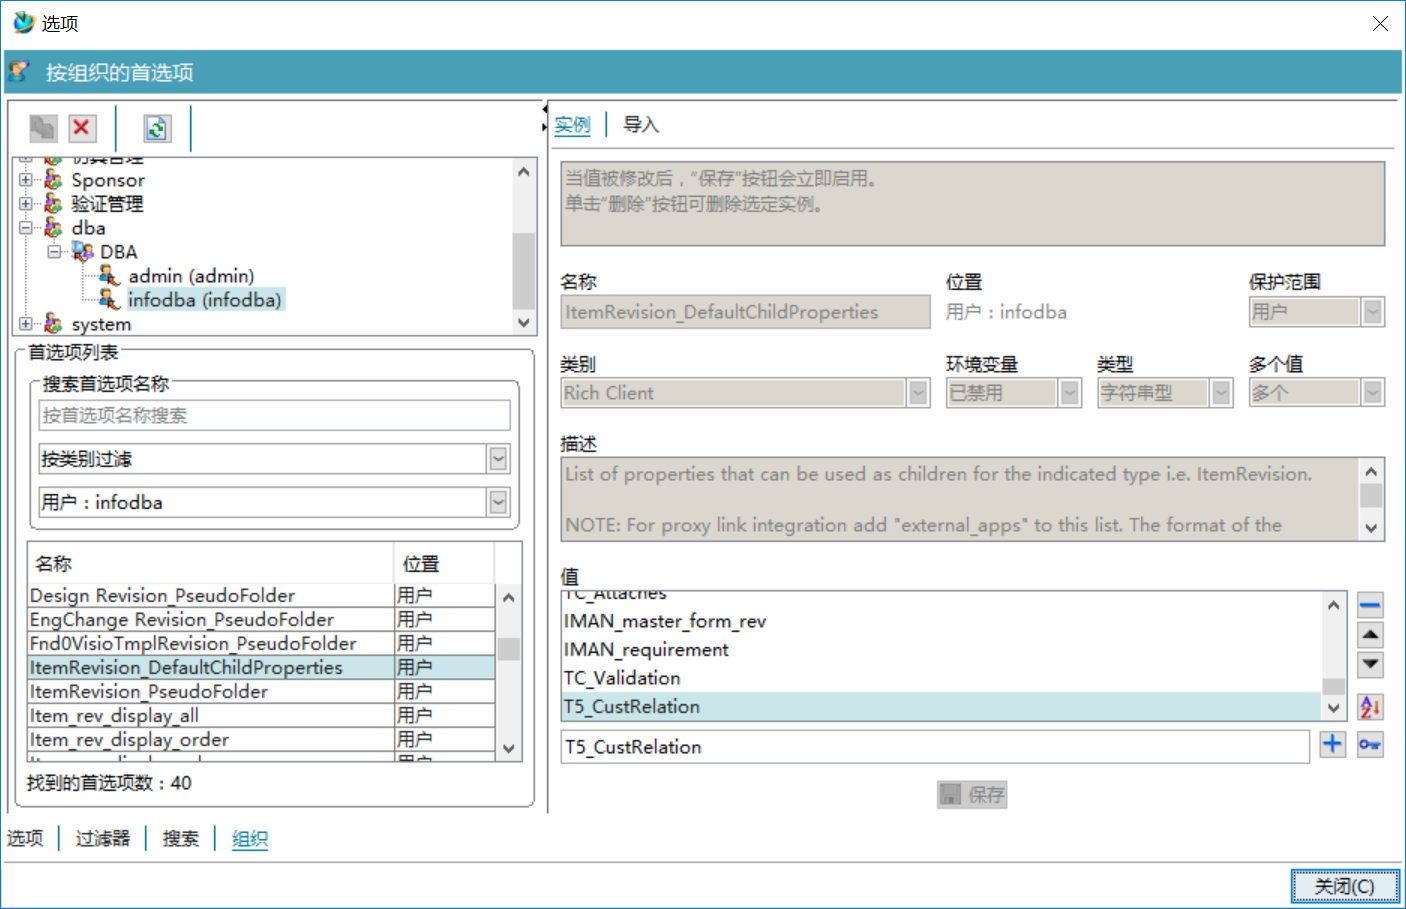 选项
按组织的首选项
仿真管理
Sponsor
验证管理
dba
DBA
admin (admin)
infodba (infodba)
system
首选项列表
搜索首选项名称
按首选项名称搜索
按类别过滤
用户：infodba
名称 位置
Design Revision_PseudoFolder 用户
EngChange Revision_PseudoFolder 用户
Fnd0VisioTmplRevision_PseudoFolder 用户
ItemRevision_DefaultChildProperties 用户
ItemRevision_PseudoFolder 用户
Item_rev_display_all 用户
Item_rev_display_order 用户
找到的首选项数：40
选项 过滤器 搜索 组织
实例 导入
当值被修改后，“保存”按钮会立即启用。
单击“删除”按钮可删除选定实例。
名称 位置 保护范围
ItemRevision_DefaultChildProperties 用户：infodba 用户
类别 环境变量 类型 多个值
Rich Client 已禁用 字符串型 多个
描述
List of properties that can be used as children for the indicated type i.e. ItemRevision.
NOTE: For proxy link integration add "external_apps" to this list. The format of the
值
TC_Attaches
IMAN_master_form_rev
IMAN_requirement
TC_Validation
T5_CustRelation
T5_CustRelation
保存
关闭(C)